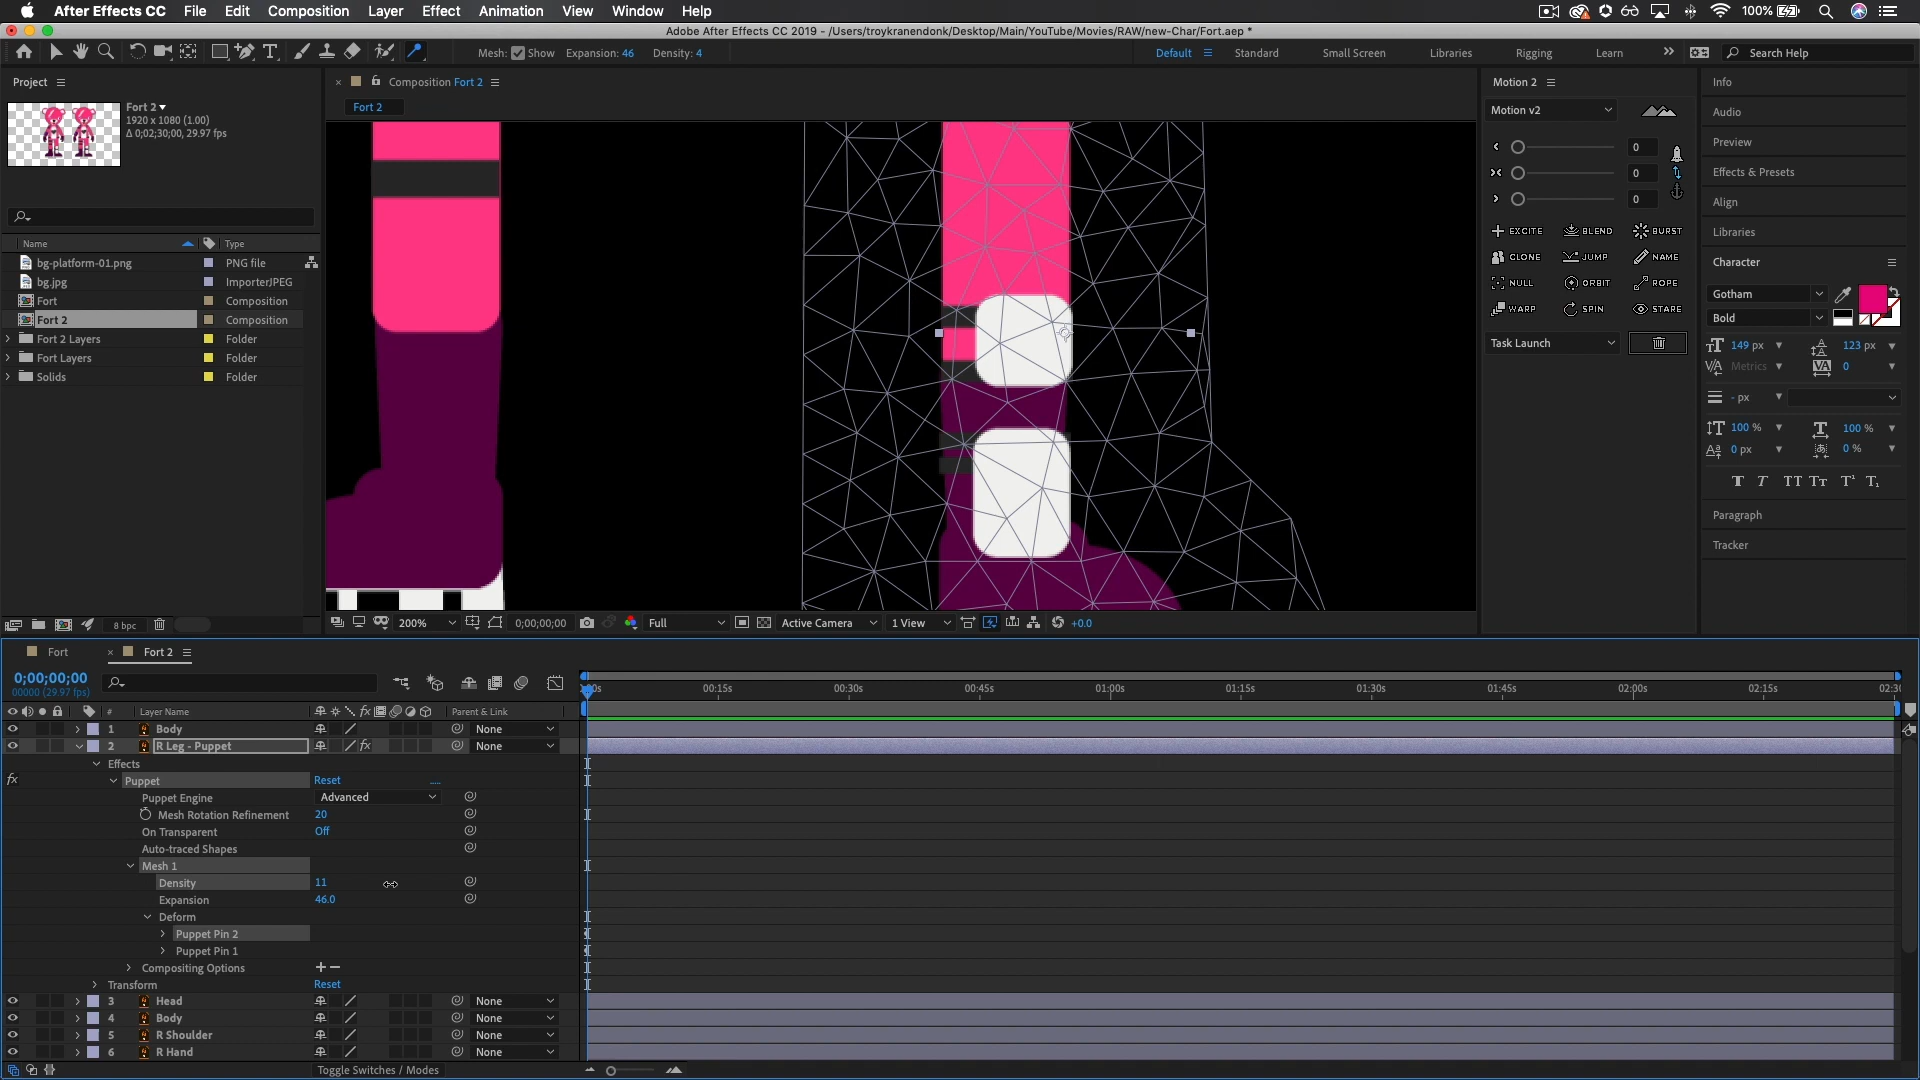 After Effects CC File Edit Composition Layer Effect Animation View Window Help 100%
Adobe After Effects CC 2019 - /Users/troykranendonk/Desktop/Main/YouTube/Movies/RAW/new-Char/Fort.aep *
Mesh: Show Expansion: 46 Density: 4 Default Standard Small Screen Libraries Rigging Learn Search Help
Project
Fort 2
1920 x 1080 (1.00)
Δ 0;02;30;00, 29.97 fps
Name Type
bg-platform-01.png PNG file
bg.jpg ImporterJPEG
Fort Composition
Fort 2 Composition
Fort 2 Layers Folder
Fort Layers Folder
Solids Folder
8 bpc
Composition Fort 2
Fort 2
200% 0;00;00;00 Full Active Camera 1 View +0.0
Motion 2
Motion v2
0
0
0
EXCITE BLEND BURST
CLONE JUMP NAME
NULL ORBIT ROPE
WARP SPIN STARE
Task Launch
Info
Audio
Preview
Effects & Presets
Align
Libraries
Character
Gotham
Bold
149 px 123 px
Metrics 0
- px
100 % 100 %
0 px 0 %
T T TT Tt T¹ T₁
Paragraph
Tracker
Fort Fort 2
0;00;00;00
00000 (29.97 fps)
00s 00:15s 00:30s 00:45s 01:00s 01:15s 01:30s 01:45s 02:00s 02:15s 02:30
# Layer Name Parent & Link
1 Body None
2 R Leg - Puppet None
Effects
Puppet Reset
Puppet Engine Advanced
Mesh Rotation Refinement 20
On Transparent Off
Auto-traced Shapes
Mesh 1
Density 11
Expansion 46.0
Deform
Puppet Pin 2
Puppet Pin 1
Compositing Options
Transform Reset
3 Head None
4 Body None
5 R Shoulder None
6 R Hand None
Toggle Switches / Modes